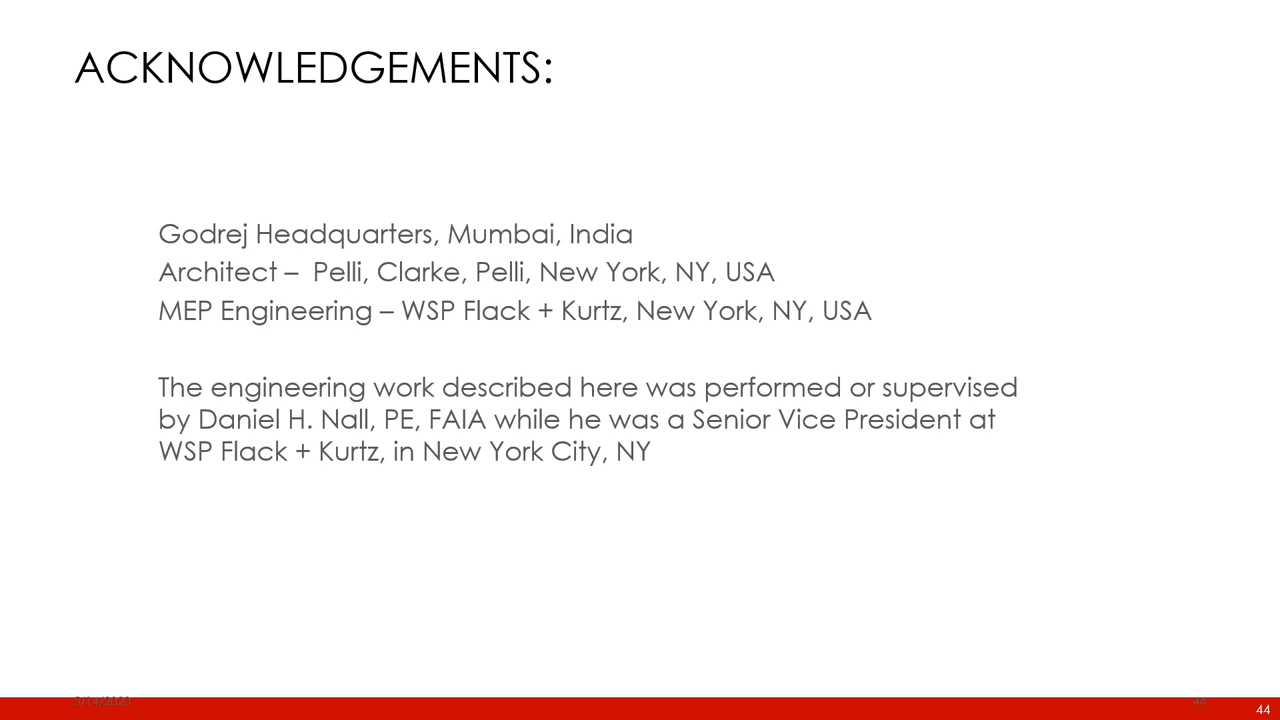 ACKNOWLEDGEMENTS:
Godrej Headquarters, Mumbai, India
Architect – Pelli, Clarke, Pelli, New York, NY, USA
MEP Engineering – WSP Flack + Kurtz, New York, NY, USA
The engineering work described here was performed or supervised
by Daniel H. Nall, PE, FAIA while he was a Senior Vice President at
WSP Flack + Kurtz, in New York City, NY
44
44